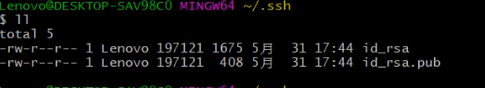 Lenovo@DESKTOP-SAV98C0 MINGW64 ~/.ssh
$ ll
total 5
-rw-r--r-- 1 Lenovo 197121 1675 5月  31 17:44 id_rsa
-rw-r--r-- 1 Lenovo 197121  408 5月  31 17:44 id_rsa.pub